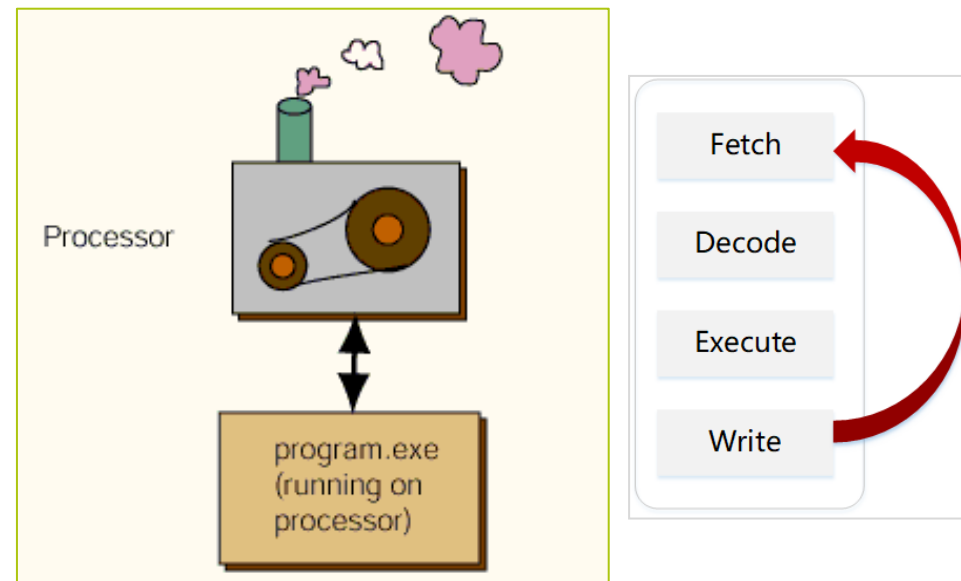 Processor
program.exe
(running on
processor)
Fetch
Decode
Execute
Write